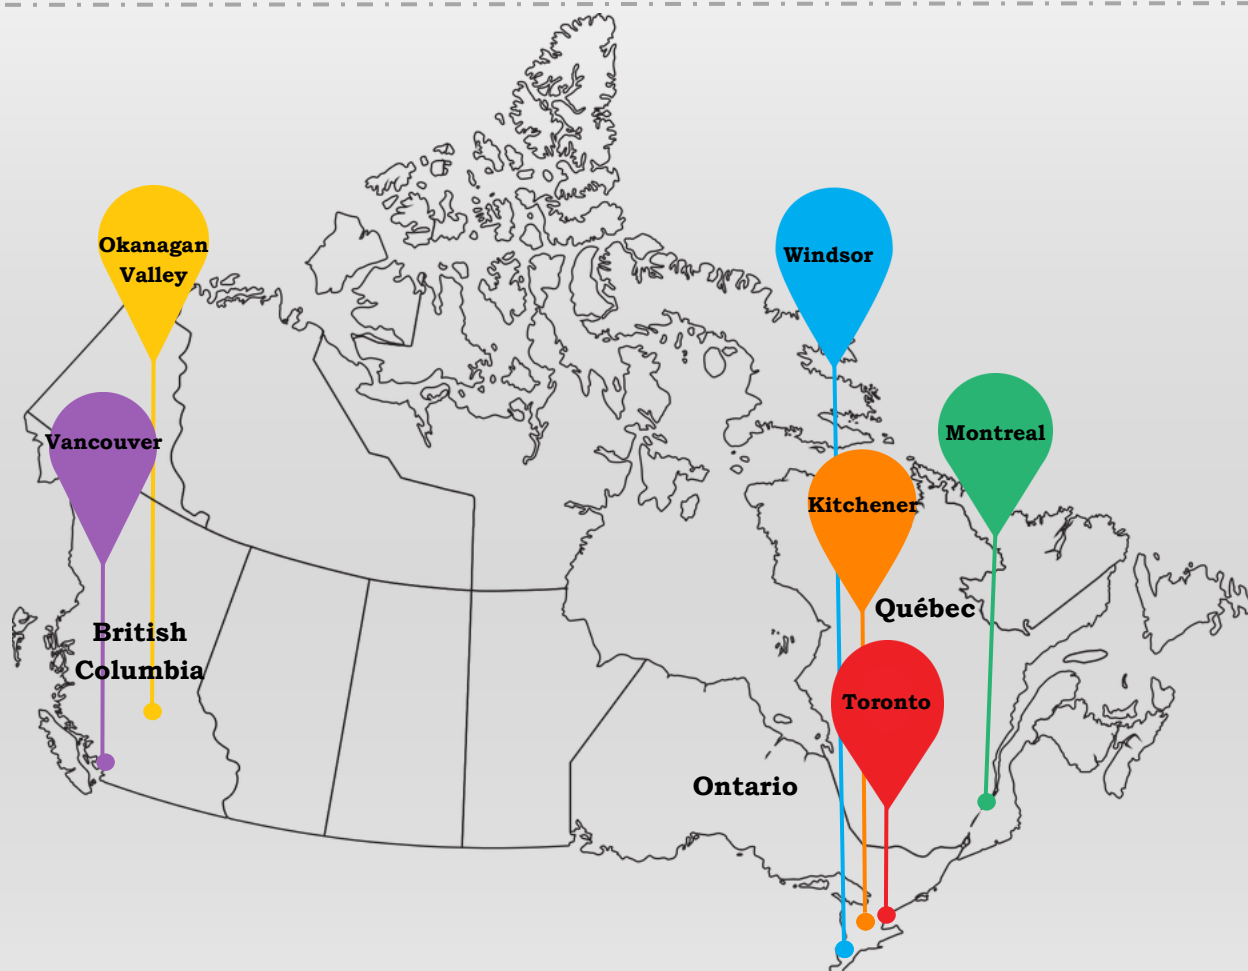 Okanagan
Valley
Windsor
Vancouver
Montreal
Kitchener
Québec
British
Columbia
Toronto
Ontario